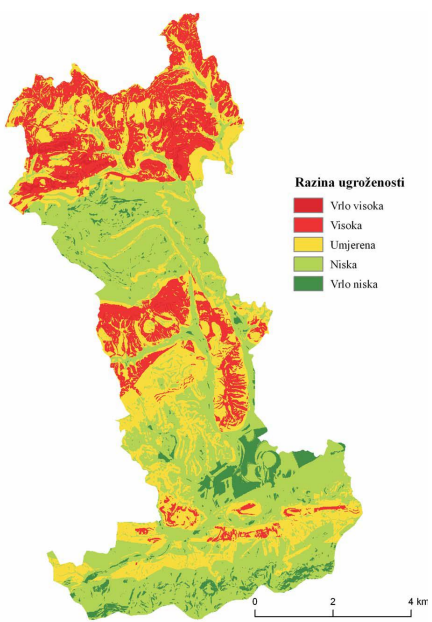 Razina ugroženosti
Vrlo visoka
Visoka
Umjerena
Niska
Vrlo niska
0 2 4 km